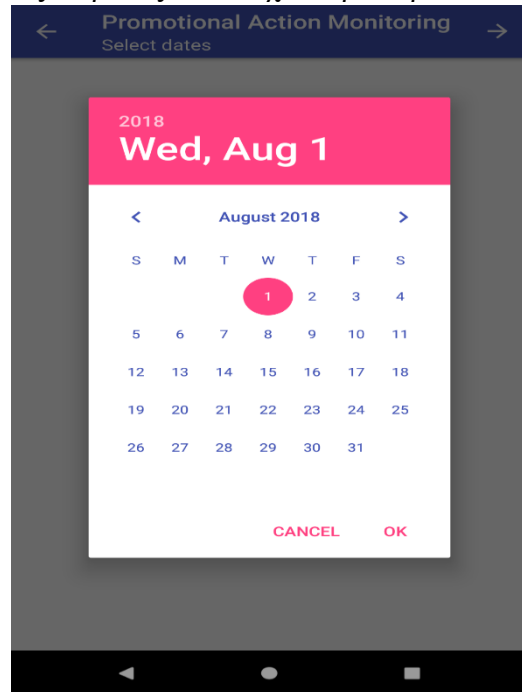 Promotional Action Monitoring
Select dates
2018
Wed, Aug 1
August 2018
S M T W T F S
1 2 3 4
5 6 7 8 9 10 11
12 13 14 15 16 17 18
19 20 21 22 23 24 25
26 27 28 29 30 31
CANCEL OK